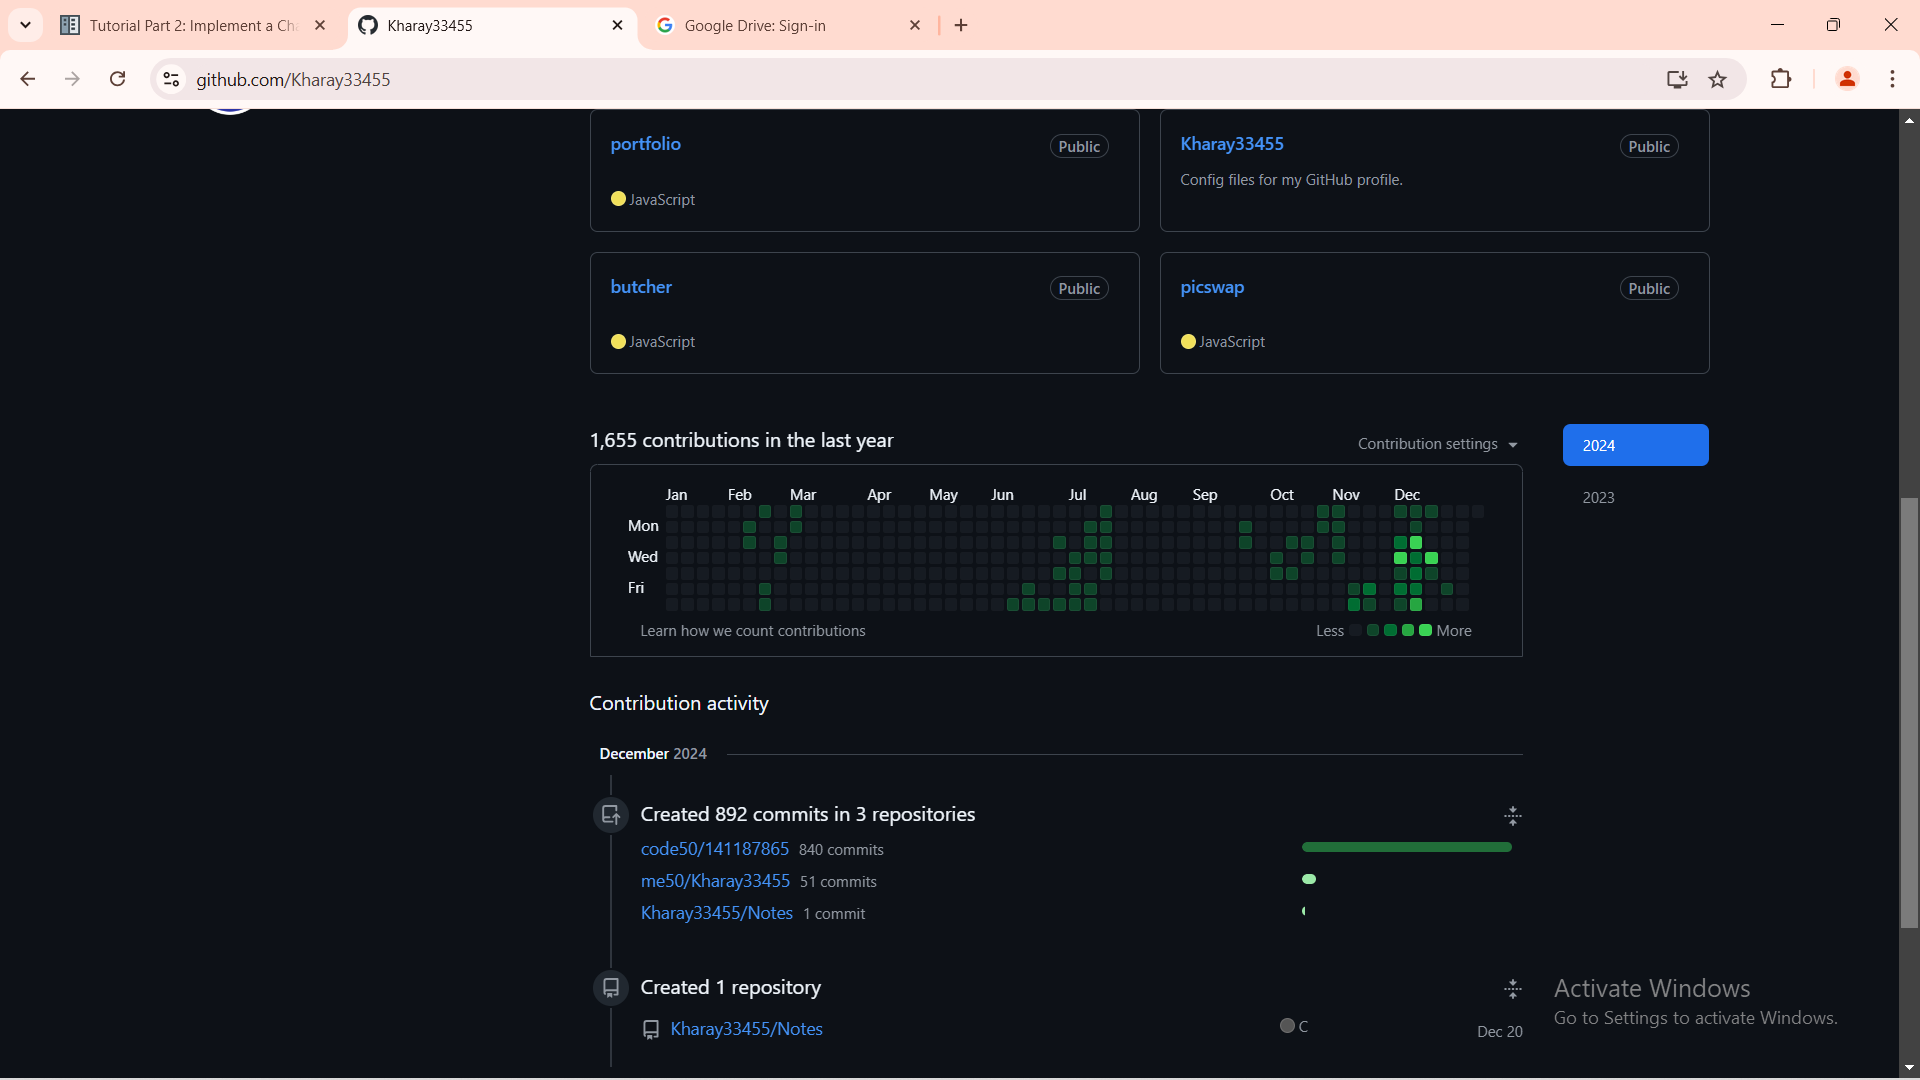 Tutorial Part 2: Implement a Cha
Kharay33455
Google Drive: Sign-in
github.com/Kharay33455
portfolio
Public
JavaScript
Kharay33455
Public
Config files for my GitHub profile.
butcher
Public
JavaScript
picswap
Public
JavaScript
1,655 contributions in the last year
Contribution settings
2024
2023
Jan Feb Mar Apr May Jun Jul Aug Sep Oct Nov Dec
Mon
Wed
Fri
Learn how we count contributions
Less More
Contribution activity
December 2024
Created 892 commits in 3 repositories
code50/141187865 840 commits
me50/Kharay33455 51 commits
Kharay33455/Notes 1 commit
Created 1 repository
Kharay33455/Notes C Dec 20
Activate Windows
Go to Settings to activate Windows.